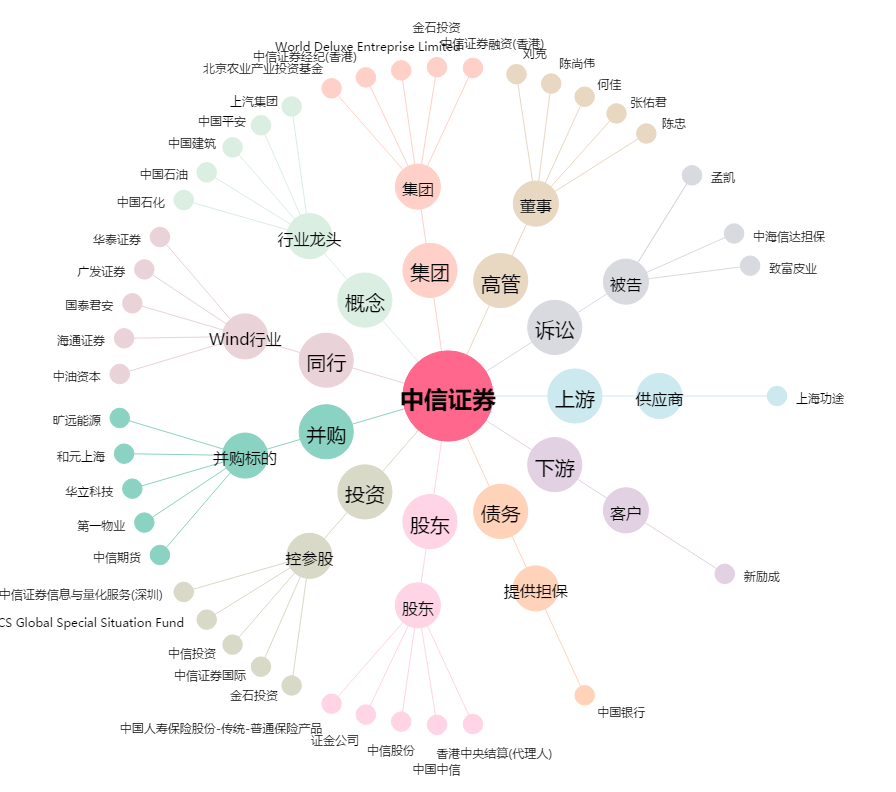 金石投资
World Deluxe Entreprise Limited
中信证券融资(香港)
中信证券经纪(香港)
北京农业产业投资基金
刘克
陈尚伟
何佳
张佑君
陈忠
上汽集团
中国平安
中国建筑
中国石油
中国石化
集团
董事
孟凯
行业龙头
华泰证券
中海信达担保
广发证券
致富皮业
集团
高管
被告
概念
国泰君安
诉讼
海通证券
Wind行业
同行
中油资本
中信证券
上游
供应商
上海功途
旷远能源
并购
和元上海
并购标的
下游
华立科技
投资
客户
第一物业
股东
债务
中信期货
控参股
新励成
中信证券信息与量化服务(深圳)
提供担保
股东
CS Global Special Situation Fund
中信投资
中信证券国际
金石投资
中国银行
中国人寿保险股份-传统-普通保险产品
证金公司
中信股份
香港中央结算(代理人)
中国中信